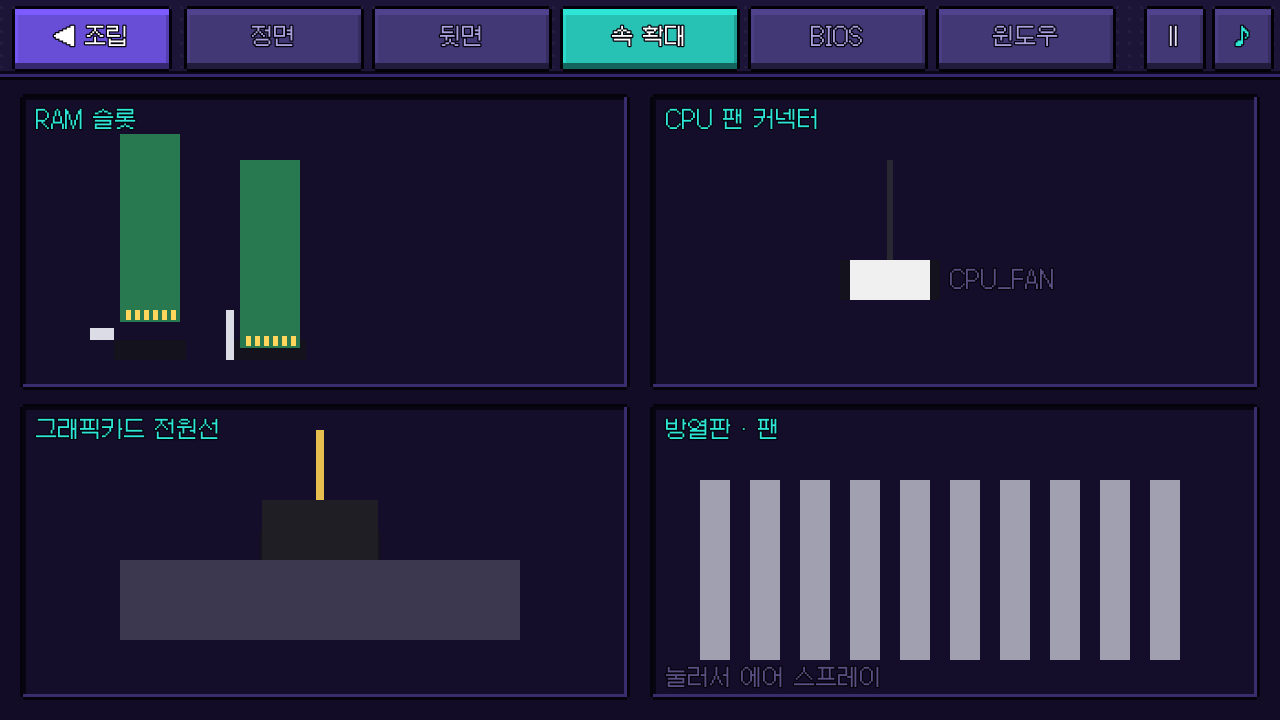 ◀ 조립
정면
뒷면
속 확대
BIOS
윈도우
||
♪
RAM 슬롯
CPU 팬 커넥터
CPU_FAN
그래픽카드 전원선
방열판 · 팬
눌러서 에어 스프레이